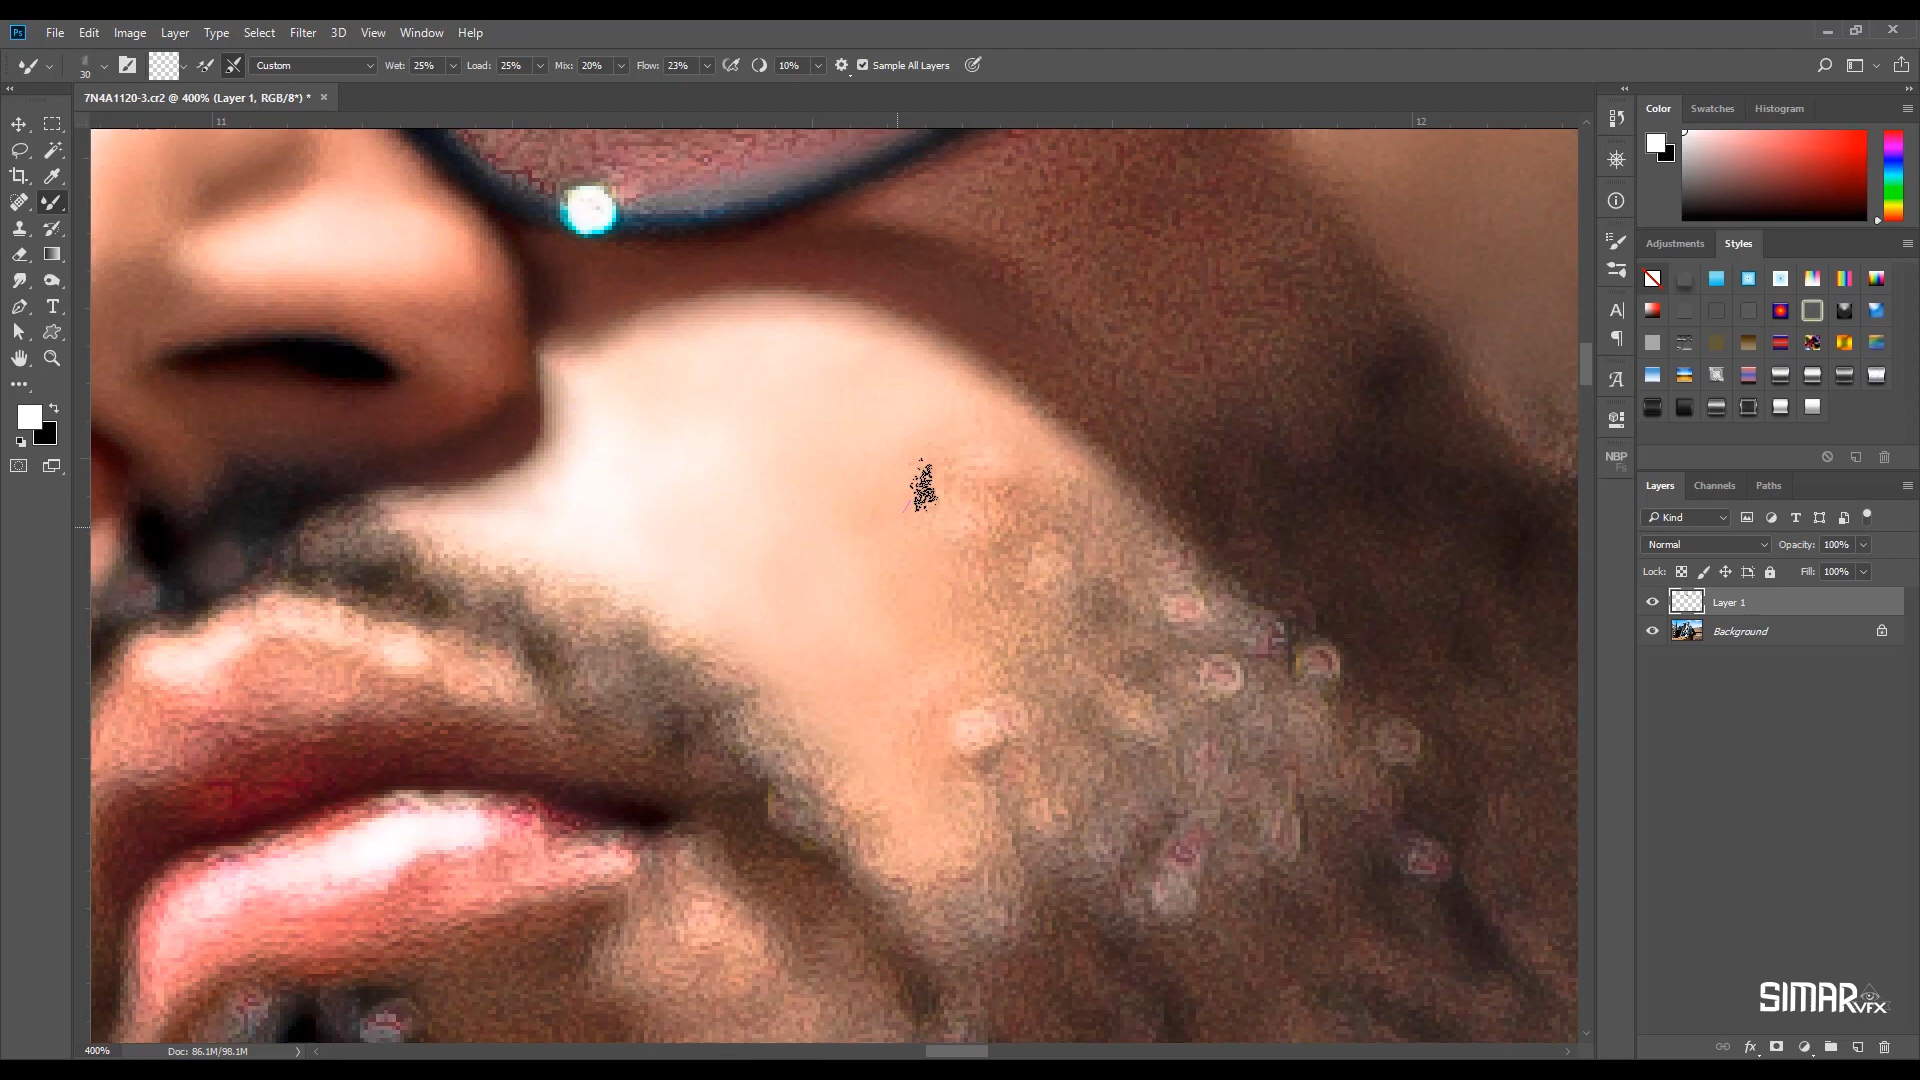 Ps File Edit Image Layer Type Select Filter 3D View Window Help
30 Custom Wet: 25% Load: 25% Mix: 20% Flow: 23% 10% Sample All Layers
7N4A1120-3.cr2 @ 400% (Layer 1, RGB/8*) *
11 12
Color Swatches Histogram
Adjustments Styles
NBP
Fs
Layers Channels Paths
Kind
Normal Opacity: 100%
Lock: Fill: 100%
Layer 1
Background
SIMAR VFX
fx
400% Doc: 86.1M/98.1M